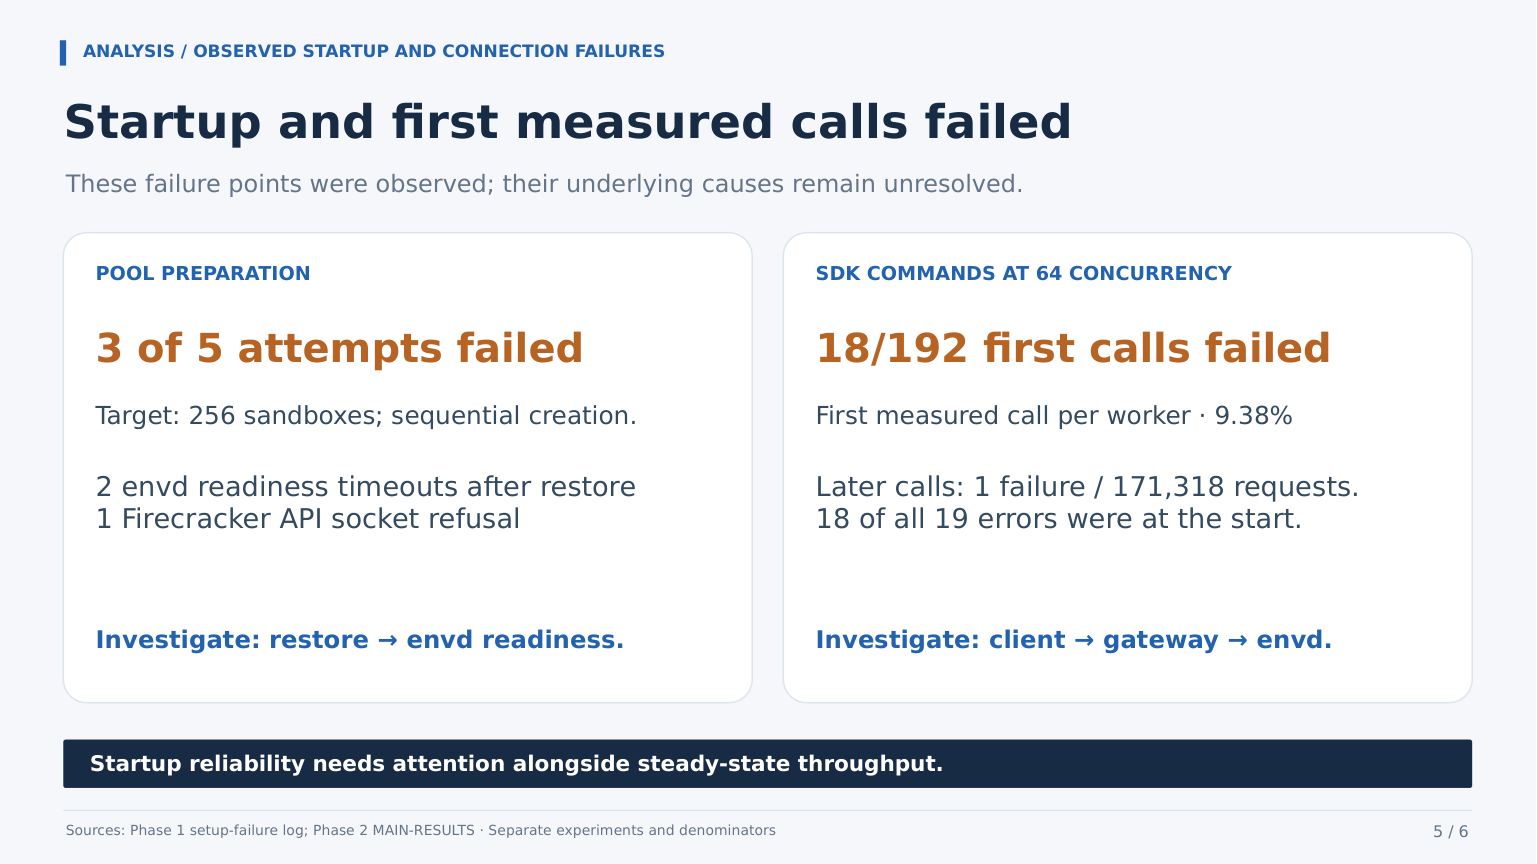 ANALYSIS / OBSERVED STARTUP AND CONNECTION FAILURES
Startup and first measured calls failed
These failure points were observed; their underlying causes remain unresolved.
POOL PREPARATION
3 of 5 attempts failed
Target: 256 sandboxes; sequential creation.
2 envd readiness timeouts after restore
1 Firecracker API socket refusal
Investigate: restore → envd readiness.
SDK COMMANDS AT 64 CONCURRENCY
18/192 first calls failed
First measured call per worker · 9.38%
Later calls: 1 failure / 171,318 requests.
18 of all 19 errors were at the start.
Investigate: client → gateway → envd.
Startup reliability needs attention alongside steady-state throughput.
Sources: Phase 1 setup-failure log; Phase 2 MAIN-RESULTS · Separate experiments and denominators
5 / 6